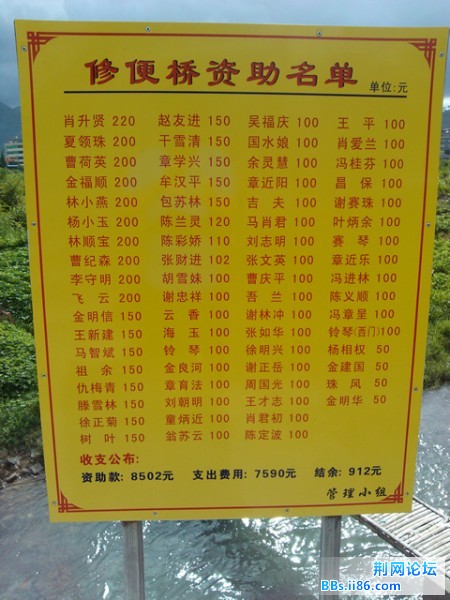 修便桥资助名单 单位:元
肖升贤 220 赵友进 150 吴福庆 100 王平 100
夏领珠 200 干雪清 150 国水娘 100 肖爱兰 100
曹荷英 200 章学兴 150 余灵慧 100 冯桂芬 100
金福顺 200 牟汉平 150 章近阳 100 昌保 100
林小燕 200 包苏林 150 吉夫 100 谢赛珠 100
杨小玉 200 陈兰灵 120 马肖君 100 叶炳余 100
林顺宝 200 陈彩娇 110 刘志明 100 赛琴 100
曹纪森 200 张财进 102 张文英 100 章近乐 100
李守明 200 胡雪妹 100 曹庆平 100 冯进林 100
飞云 200 谢忠祥 100 吾兰 100 陈义顺 100
金明信 150 云香 100 谢林冲 100 冯章呈 100
王新建 150 海玉 100 张如华 100 铃琴(西门)100
马智斌 150 铃琴 100 徐明兴 100 杨相权 50
祖余 150 金良河 100 谢正岳 100 金建国 50
仇梅青 150 章育法 100 周国光 100 珠凤 50
滕雪林 150 刘朝明 100 王才志 100 金明华 50
徐正菊 150 童炳近 100 肖君初 100
树叶 150 翁苏云 100 陈定波 100
收支公布:
资助款: 8502元 支出费用: 7590元 结余: 912元
管理小组
荆网论坛
BBs.ii86.com